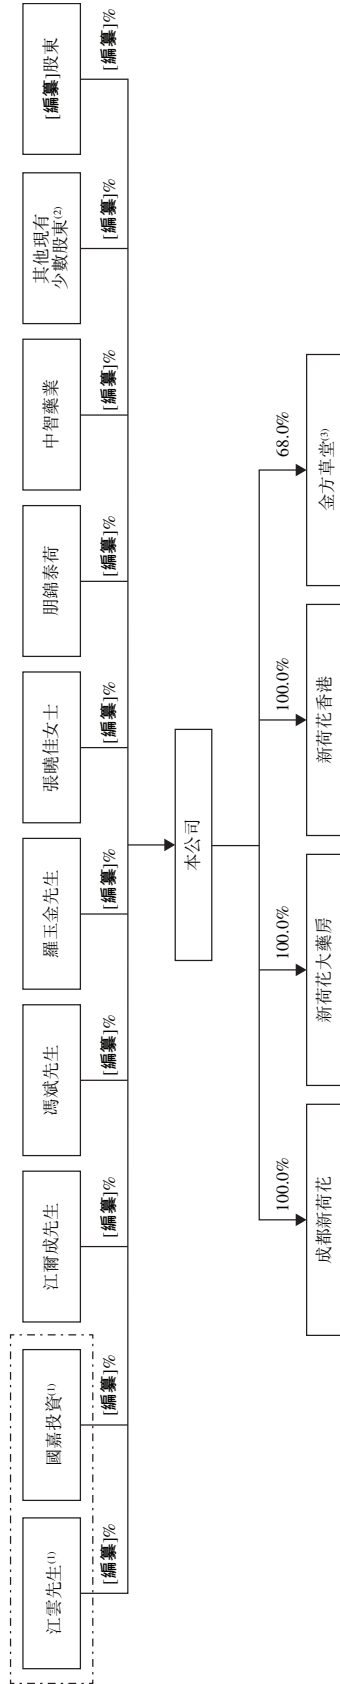 江雲先生(1)
國嘉投資(1)
江爾成先生
馮斌先生
羅玉金先生
張曉佳女士
朋錦泰荷
中智藥業
其他現有
少數股東(2)
[編纂]股東
[編纂]%
[編纂]%
[編纂]%
[編纂]%
[編纂]%
[編纂]%
[編纂]%
[編纂]%
[編纂]%
[編纂]%
本公司
100.0%
100.0%
100.0%
68.0%
成都新荷花
新荷花大藥房
新荷花香港
金方草堂(3)